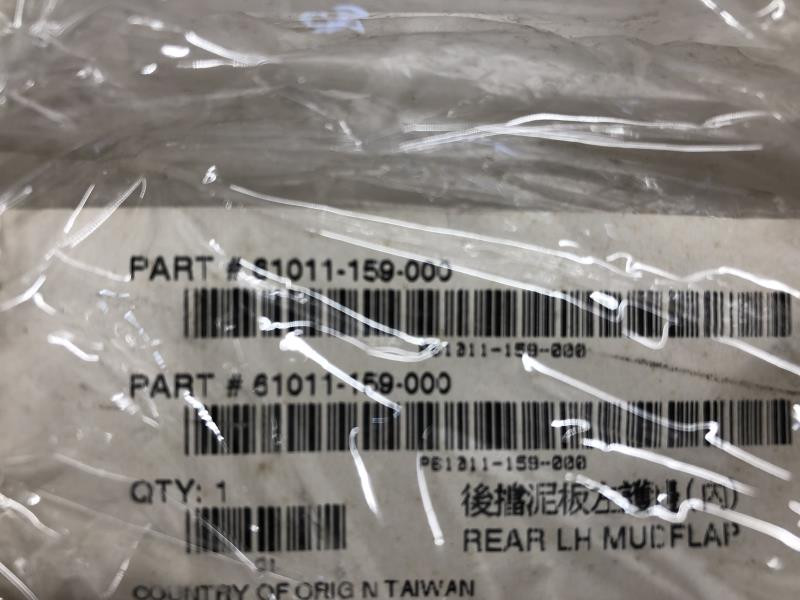 PART # 61011-159-000
P61011-159-000
PART # 61011-159-000
P61011-159-000
QTY: 1
Q1
後擋泥板左護(內)
REAR LH MUDFLAP
COUNTRY OF ORIGIN TAIWAN